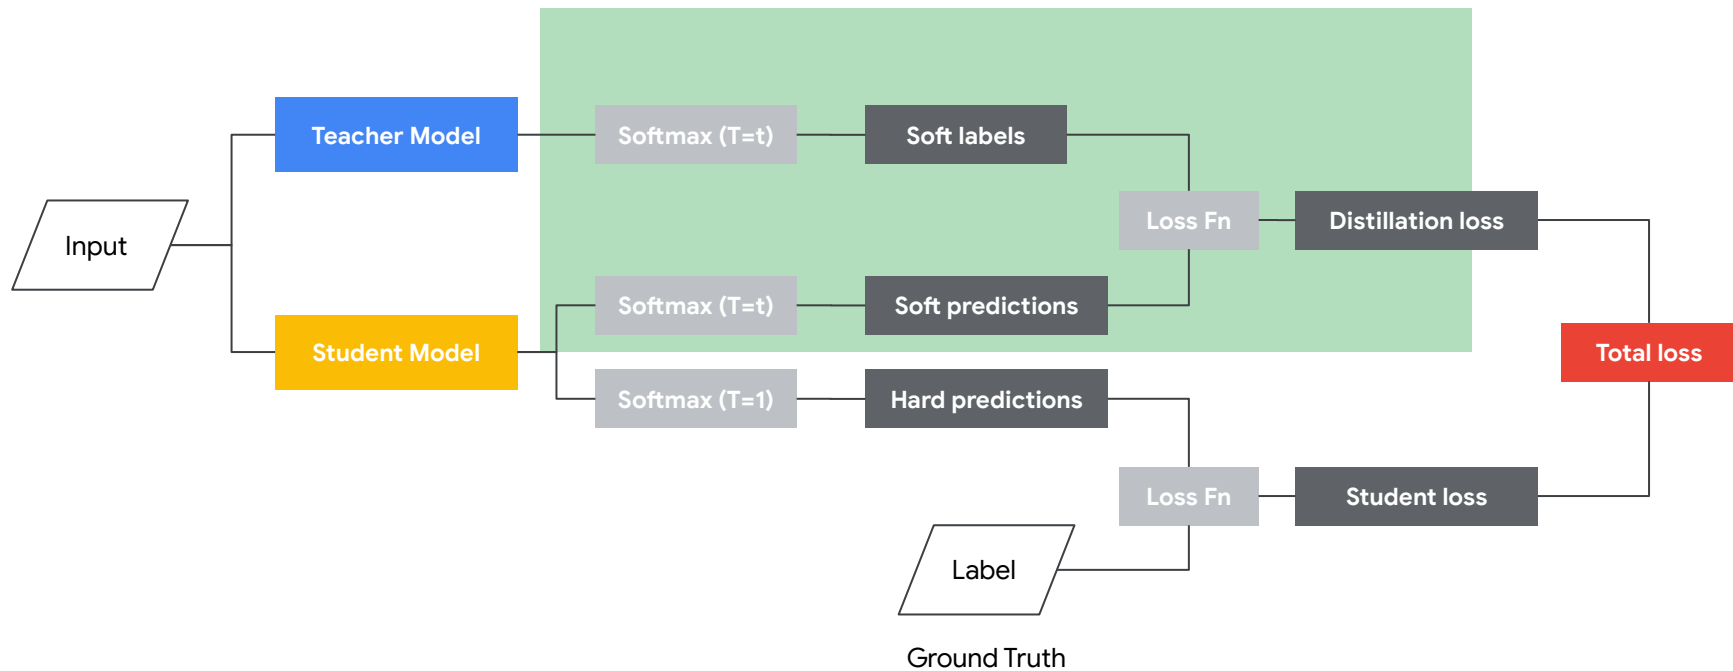 Teacher Model
Softmax (T=t)
Soft labels
Input
Loss Fn
Distillation loss
Softmax (T=t)
Soft predictions
Student Model
Total loss
Softmax (T=1)
Hard predictions
Loss Fn
Student loss
Label
Ground Truth